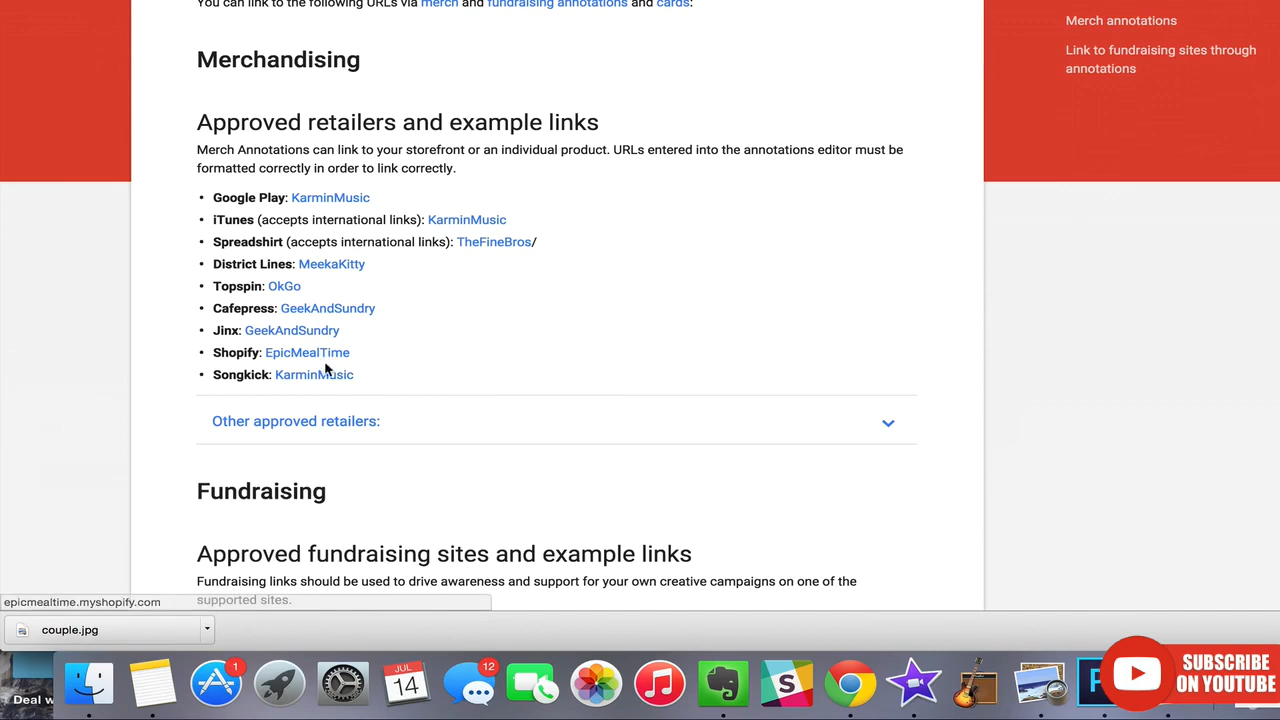 You can link to the following URLs via merch and fundraising annotations and cards:
Merch annotations
Link to fundraising sites through
annotations
Merchandising
Approved retailers and example links
Merch Annotations can link to your storefront or an individual product. URLs entered into the annotations editor must be
formatted correctly in order to link correctly.
• Google Play: KarminMusic
• iTunes (accepts international links): KarminMusic
• Spreadshirt (accepts international links): TheFineBros/
• District Lines: MeekaKitty
• Topspin: OkGo
• Cafepress: GeekAndSundry
• Jinx: GeekAndSundry
• Shopify: EpicMealTime
• Songkick: KarminMusic
Other approved retailers:
Fundraising
Approved fundraising sites and example links
Fundraising links should be used to drive awareness and support for your own creative campaigns on one of the
supported sites.
epicmealtime.myshopify.com
couple.jpg
1
JUL
14
12
S
Deal w
SUBSCRIBE
ON YOUTUBE